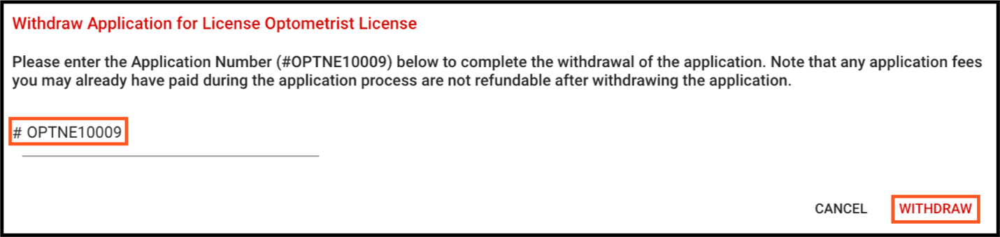 Withdraw Application for License Optometrist License
Please enter the Application Number (#OPTNE10009) below to complete the withdrawal of the application. Note that any application fees
you may already have paid during the application process are not refundable after withdrawing the application.
# OPTNE10009
CANCEL WITHDRAW